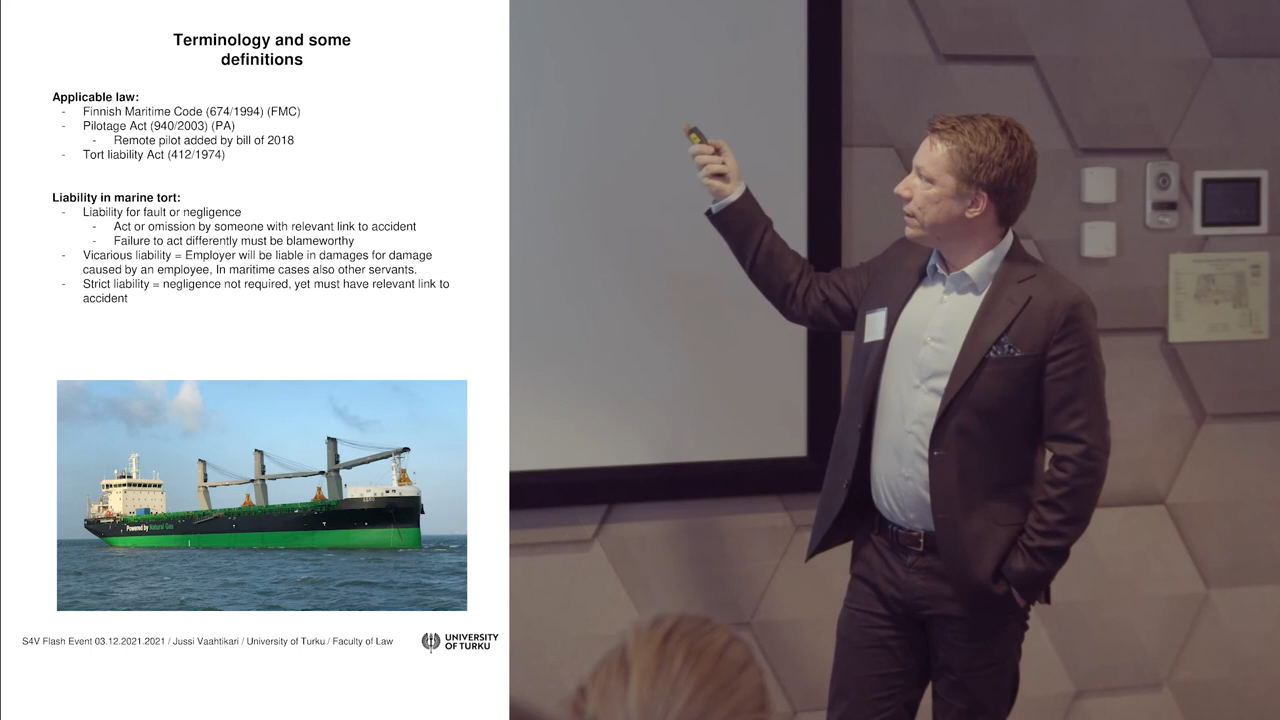 Terminology and some
definitions
Applicable law:
- Finnish Maritime Code (674/1994) (FMC)
- Pilotage Act (940/2003) (PA)
- Remote pilot added by bill of 2018
- Tort liability Act (412/1974)
Liability in marine tort:
- Liability for fault or negligence
- Act or omission by someone with relevant link to accident
- Failure to act differently must be blameworthy
- Vicarious liability = Employer will be liable in damages for damage
caused by an employee, In maritime cases also other servants.
- Strict liability = negligence not required, yet must have relevant link to
accident
Powered by Natural Gas
S4V Flash Event 03.12.2021.2021 / Jussi Vaahtikari / University of Turku / Faculty of Law
UNIVERSITY
OF TURKU